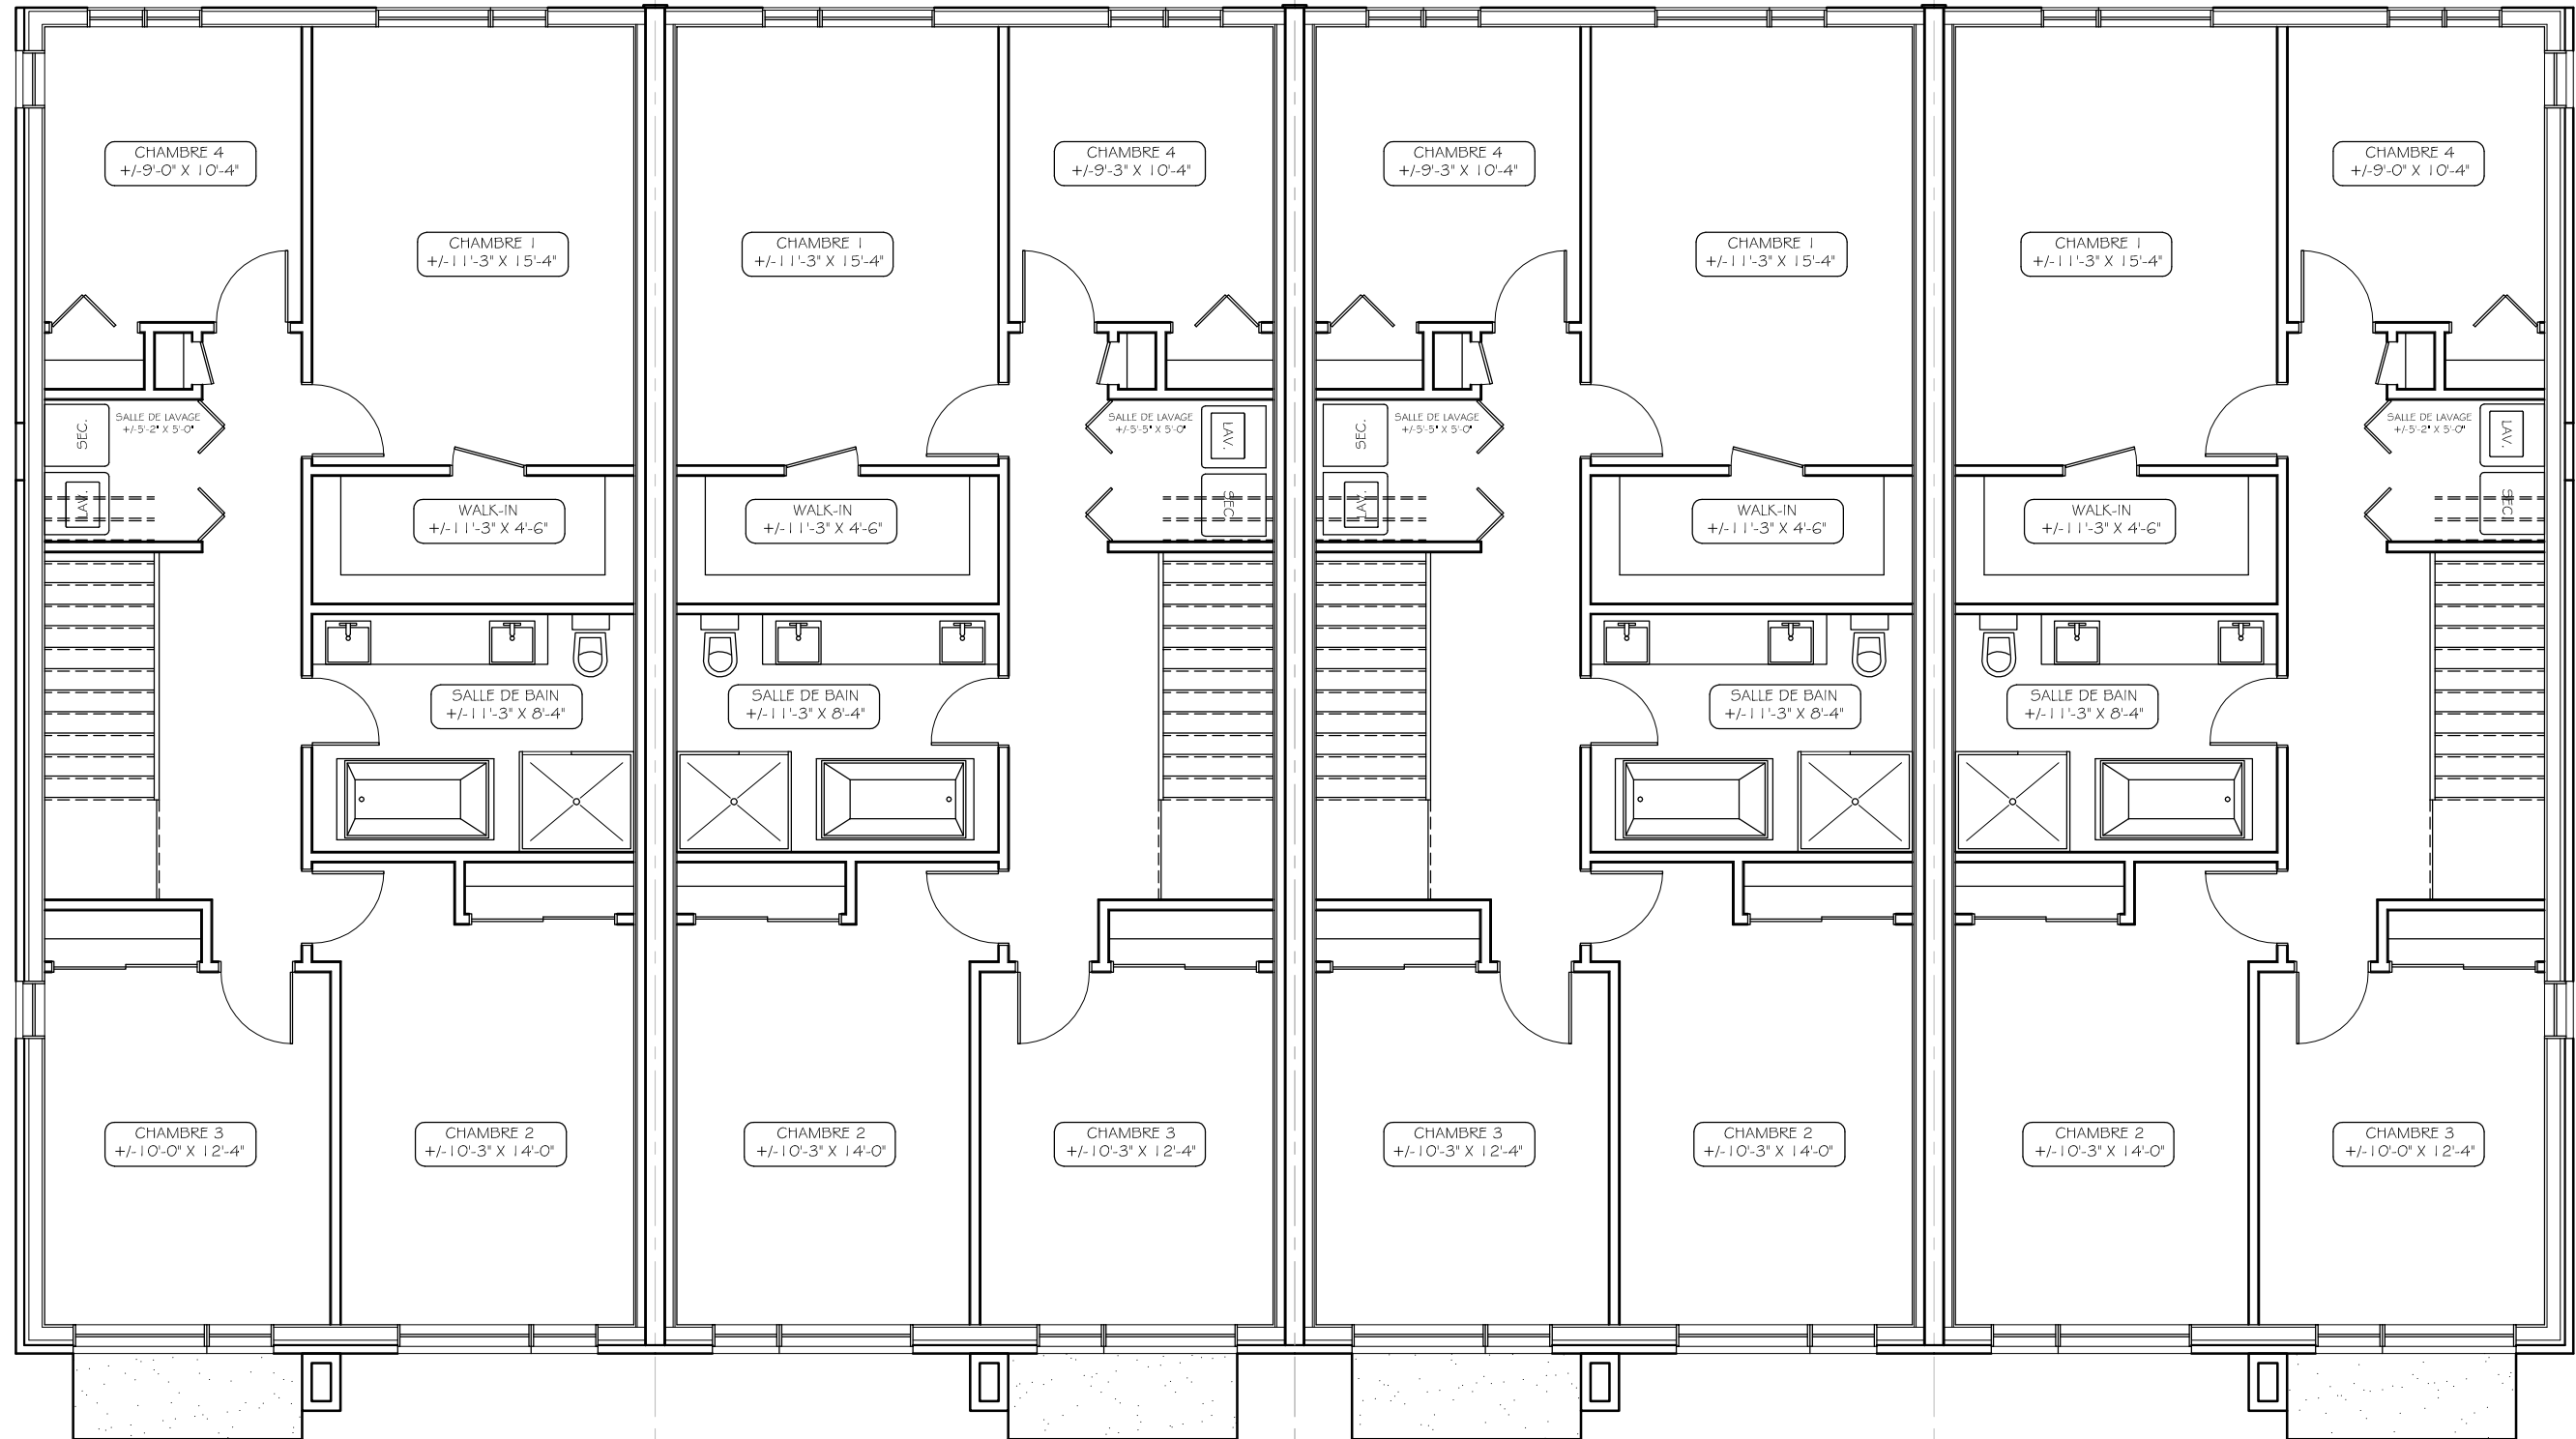 CHAMBRE 4
+/-9'-0" X 10'-4"
CHAMBRE 4
+/-9'-3" X 10'-4"
CHAMBRE 4
+/-9'-3" X 10'-4"
CHAMBRE 4
+/-9'-0" X 10'-4"
CHAMBRE 1
+/-11'-3" X 15'-4"
CHAMBRE 1
+/-11'-3" X 15'-4"
CHAMBRE 1
+/-11'-3" X 15'-4"
CHAMBRE 1
+/-11'-3" X 15'-4"
SEC.
SALLE DE LAVAGE
+/-5'-2" X 5'-0"
SALLE DE LAVAGE
+/-5'-5" X 5'-0"
LAV.
SEC.
SALLE DE LAVAGE
+/-5'-5" X 5'-0"
SALLE DE LAVAGE
+/-5'-2" X 5'-0"
LAV.
LAV.
WALK-IN
+/-11'-3" X 4'-6"
WALK-IN
+/-11'-3" X 4'-6"
SEC
LAV.
WALK-IN
+/-11'-3" X 4'-6"
WALK-IN
+/-11'-3" X 4'-6"
SEC
SALLE DE BAIN
+/-11'-3" X 8'-4"
SALLE DE BAIN
+/-11'-3" X 8'-4"
SALLE DE BAIN
+/-11'-3" X 8'-4"
SALLE DE BAIN
+/-11'-3" X 8'-4"
CHAMBRE 3
+/-10'-0" X 12'-4"
CHAMBRE 2
+/-10'-3" X 14'-0"
CHAMBRE 2
+/-10'-3" X 14'-0"
CHAMBRE 3
+/-10'-3" X 12'-4"
CHAMBRE 3
+/-10'-3" X 12'-4"
CHAMBRE 2
+/-10'-3" X 14'-0"
CHAMBRE 2
+/-10'-3" X 14'-0"
CHAMBRE 3
+/-10'-0" X 12'-4"